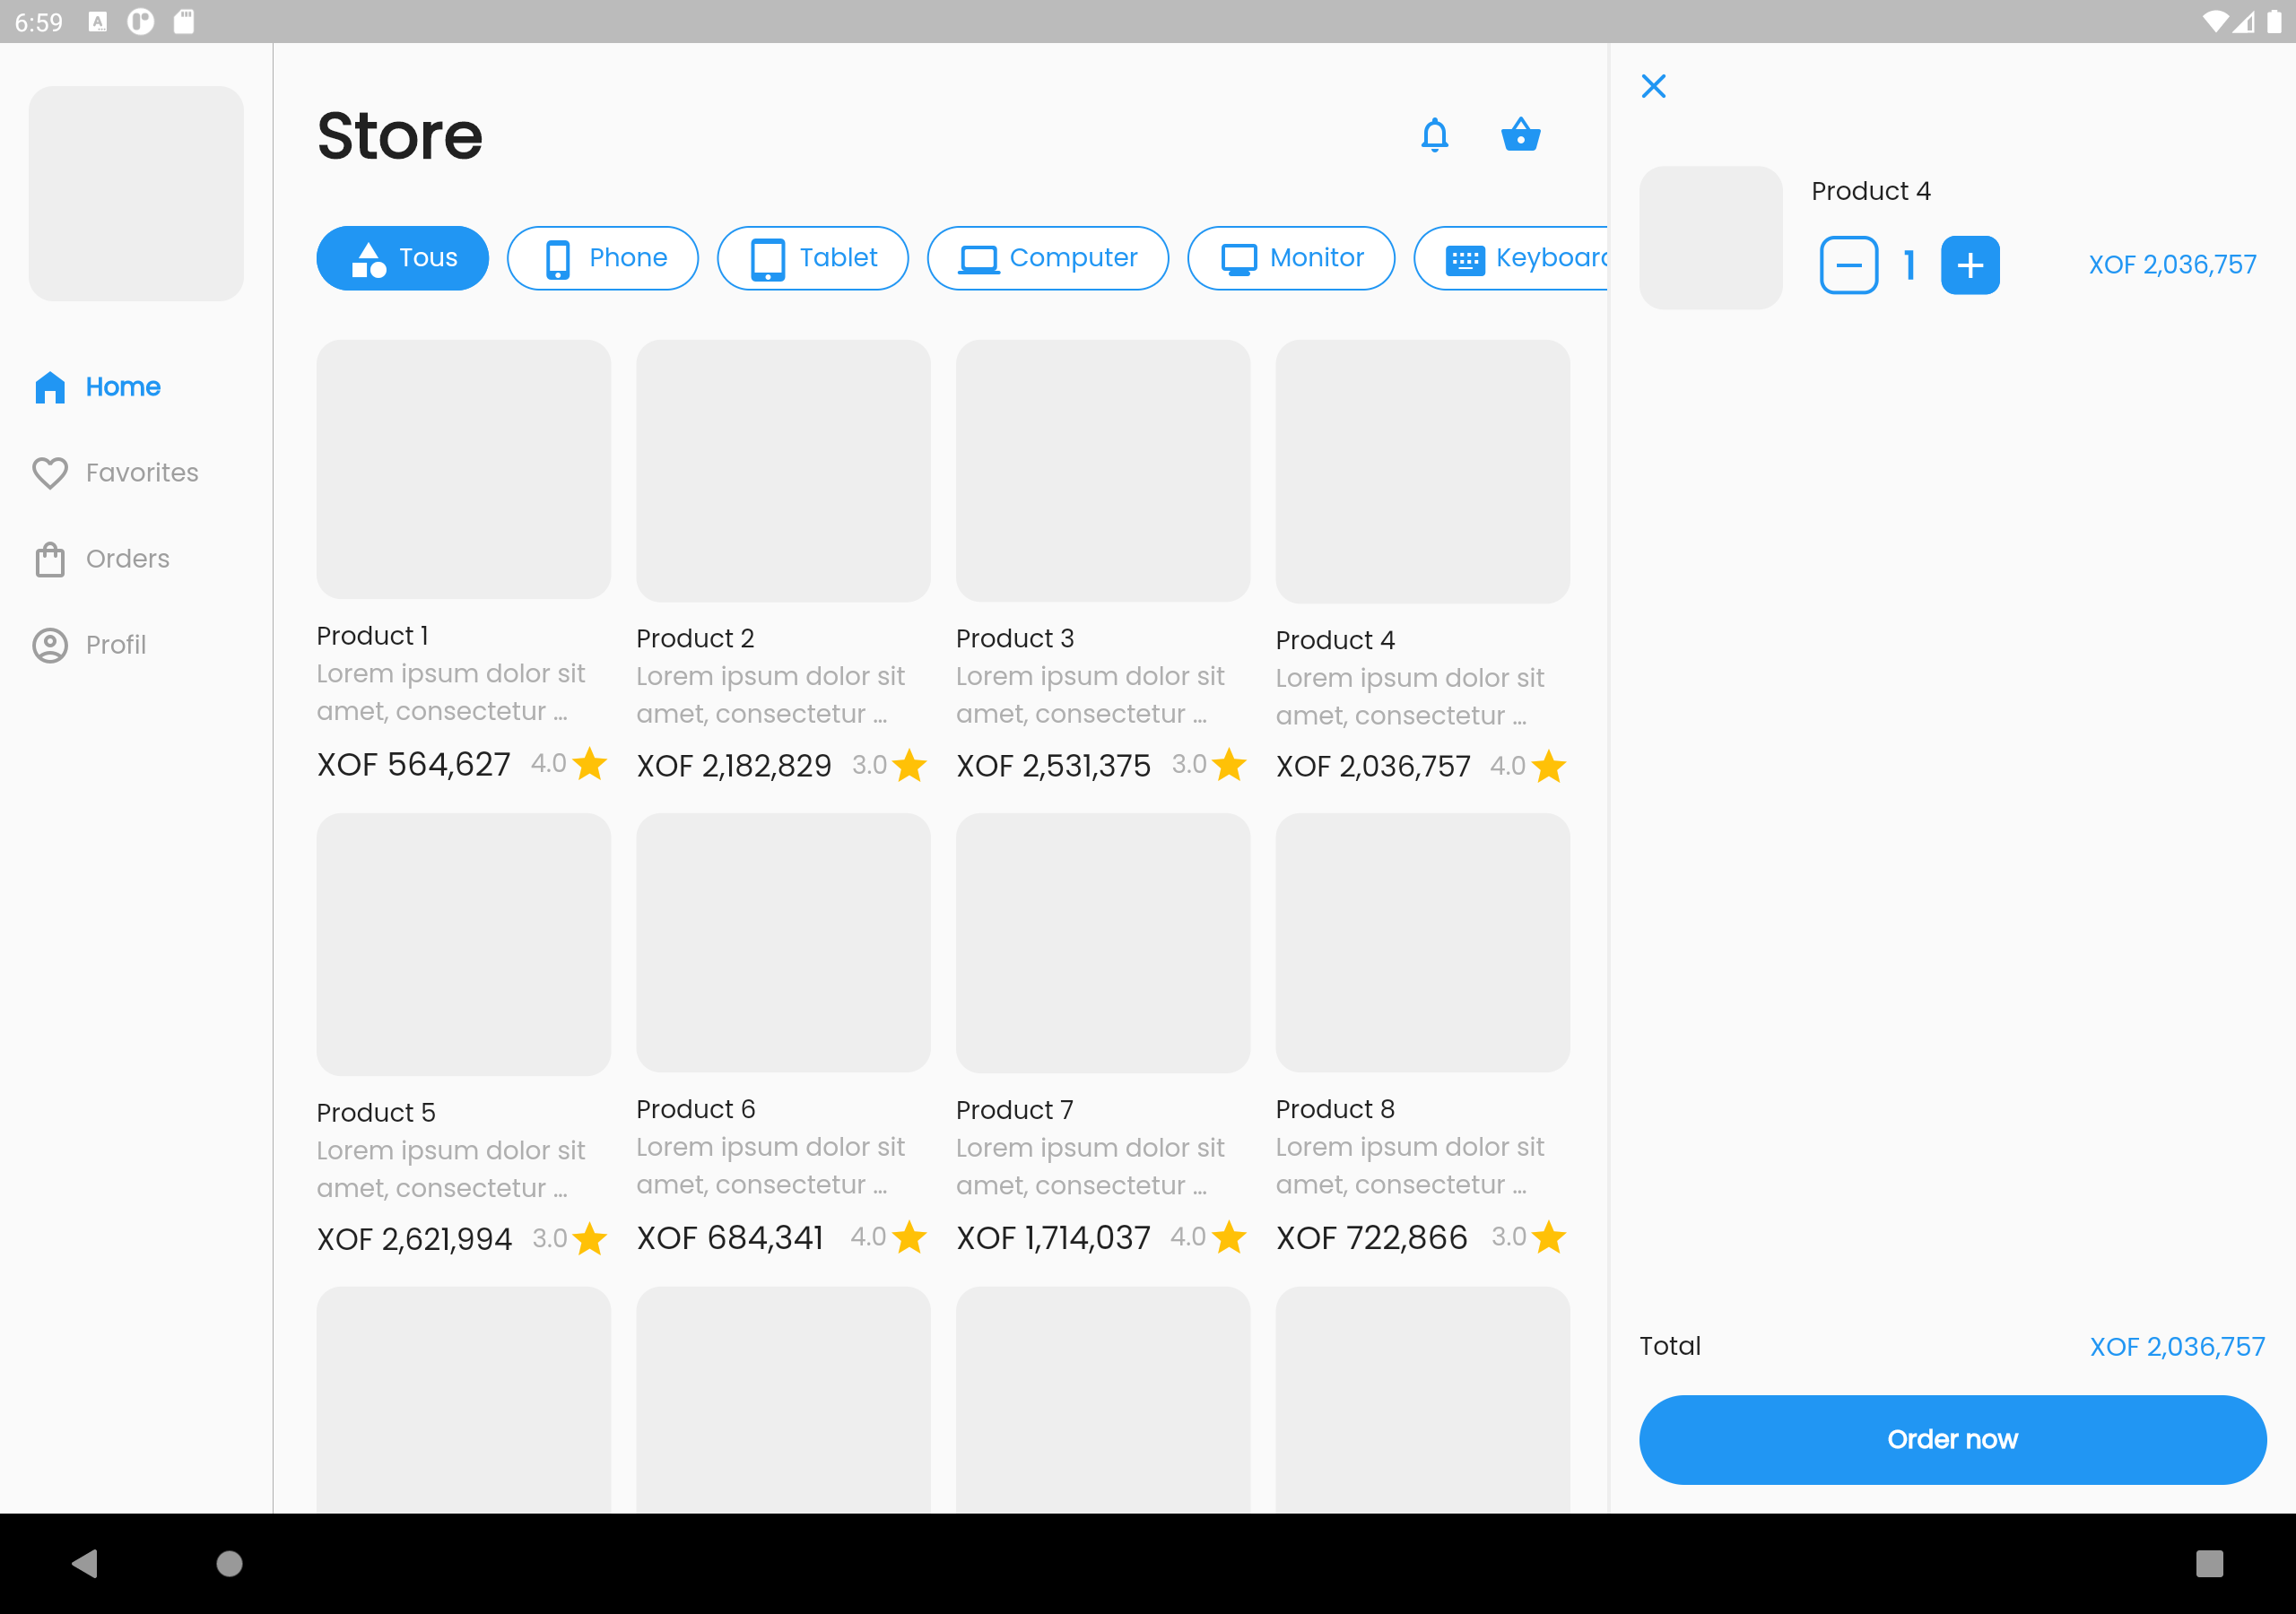 6:59
Store
Tous
Phone
Tablet
Computer
Monitor
Keyboard
Home
Favorites
Orders
Profil
Product 1
Lorem ipsum dolor sit
amet, consectetur ...
XOF 564,627 4.0
Product 2
Lorem ipsum dolor sit
amet, consectetur ...
XOF 2,182,829 3.0
Product 3
Lorem ipsum dolor sit
amet, consectetur ...
XOF 2,531,375 3.0
Product 4
Lorem ipsum dolor sit
amet, consectetur ...
XOF 2,036,757 4.0
Product 5
Lorem ipsum dolor sit
amet, consectetur ...
XOF 2,621,994 3.0
Product 6
Lorem ipsum dolor sit
amet, consectetur ...
XOF 684,341 4.0
Product 7
Lorem ipsum dolor sit
amet, consectetur ...
XOF 1,714,037 4.0
Product 8
Lorem ipsum dolor sit
amet, consectetur ...
XOF 722,866 3.0
Product 4
1
XOF 2,036,757
Total XOF 2,036,757
Order now